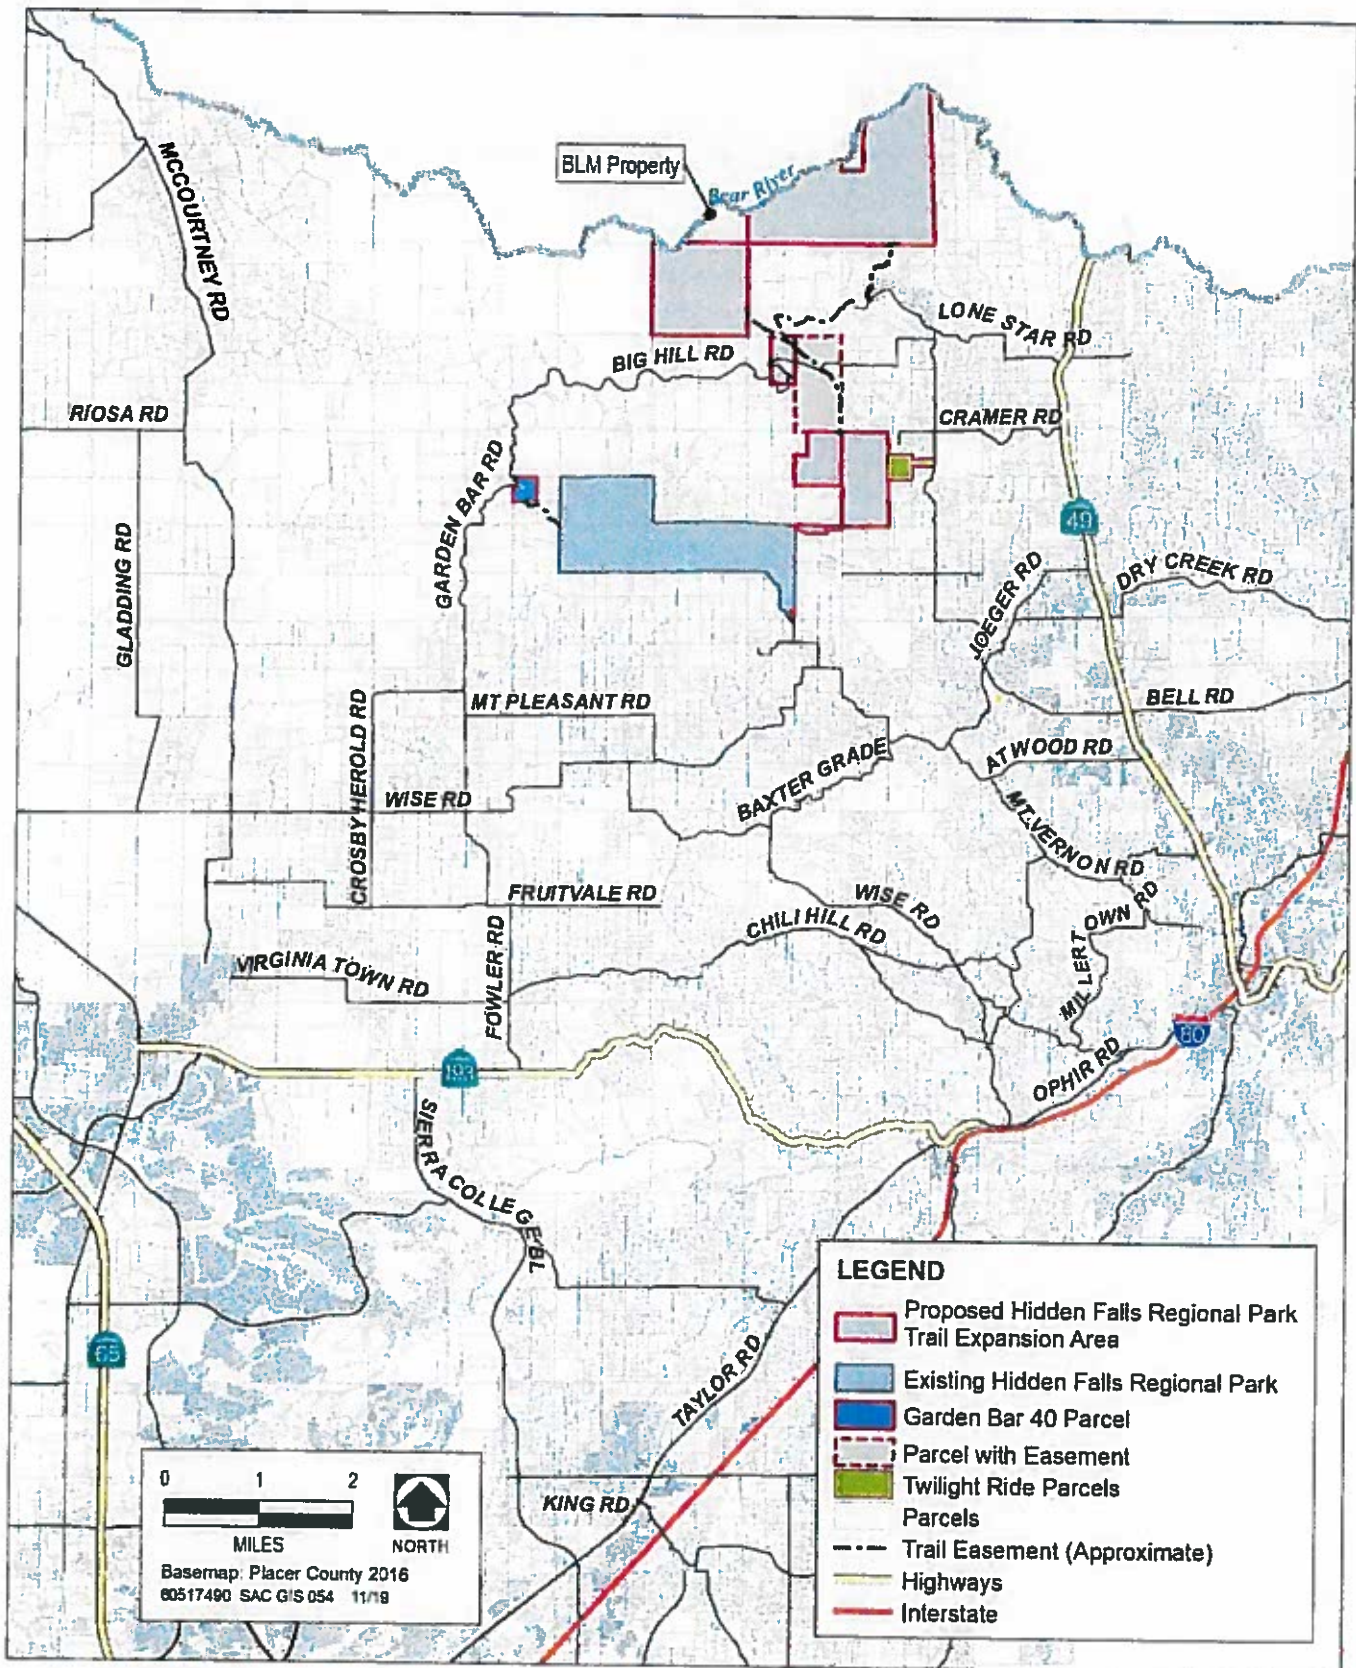 BLM Property
Bear River
MCCOURTNEY RD
LONE STAR RD
BIG HILL RD
RIOSA RD
CRAMER RD
GARDEN BAR RD
49
GLADDING RD
DRY CREEK RD
JOEGER RD
CROSBY HEROLD RD
MT PLEASANT RD
BELL RD
ATWOOD RD
BAXTER GRADE
WISE RD
MT VERNON RD
FRUITVALE RD
WISE RD
CHILI HILL RD
MILLERTOWN RD
VIRGINIA TOWN RD
FOWLER RD
80
OPHIR RD
193
SIERRA COLLEGE BL
65
TAYLOR RD
KING RD
LEGEND
Proposed Hidden Falls Regional Park
Trail Expansion Area
Existing Hidden Falls Regional Park
Garden Bar 40 Parcel
Parcel with Easement
Twilight Ride Parcels
Parcels
Trail Easement (Approximate)
Highways
Interstate
0 1 2
MILES
NORTH
Basemap: Placer County 2016
60517490 SAC GIS 054 11/19